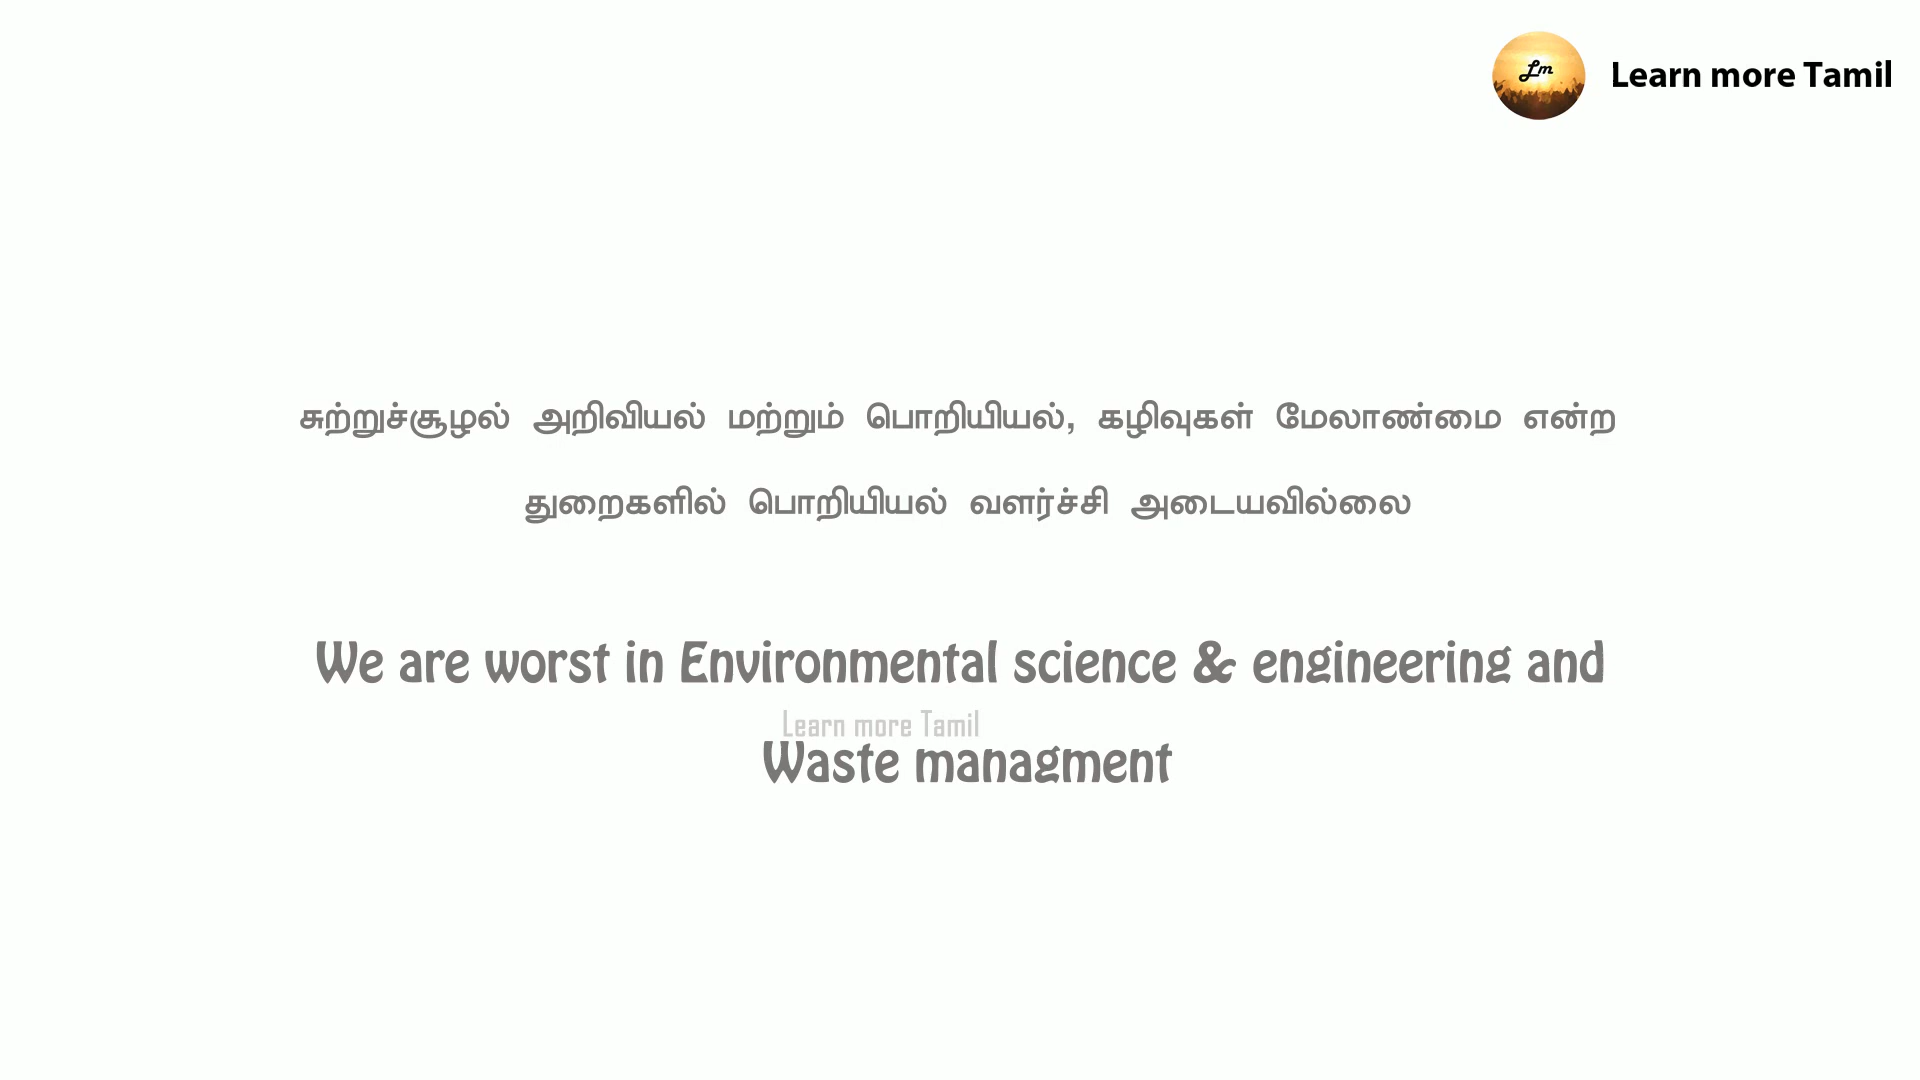 Lm
Learn more Tamil
சுற்றுச்சூழல் அறிவியல் மற்றும் பொறியியல், கழிவுகள் மேலாண்மை என்ற
துறைகளில் பொறியியல் வளர்ச்சி அடையவில்லை
We are worst in Environmental science & engineering and
Learn more Tamil
Waste managment